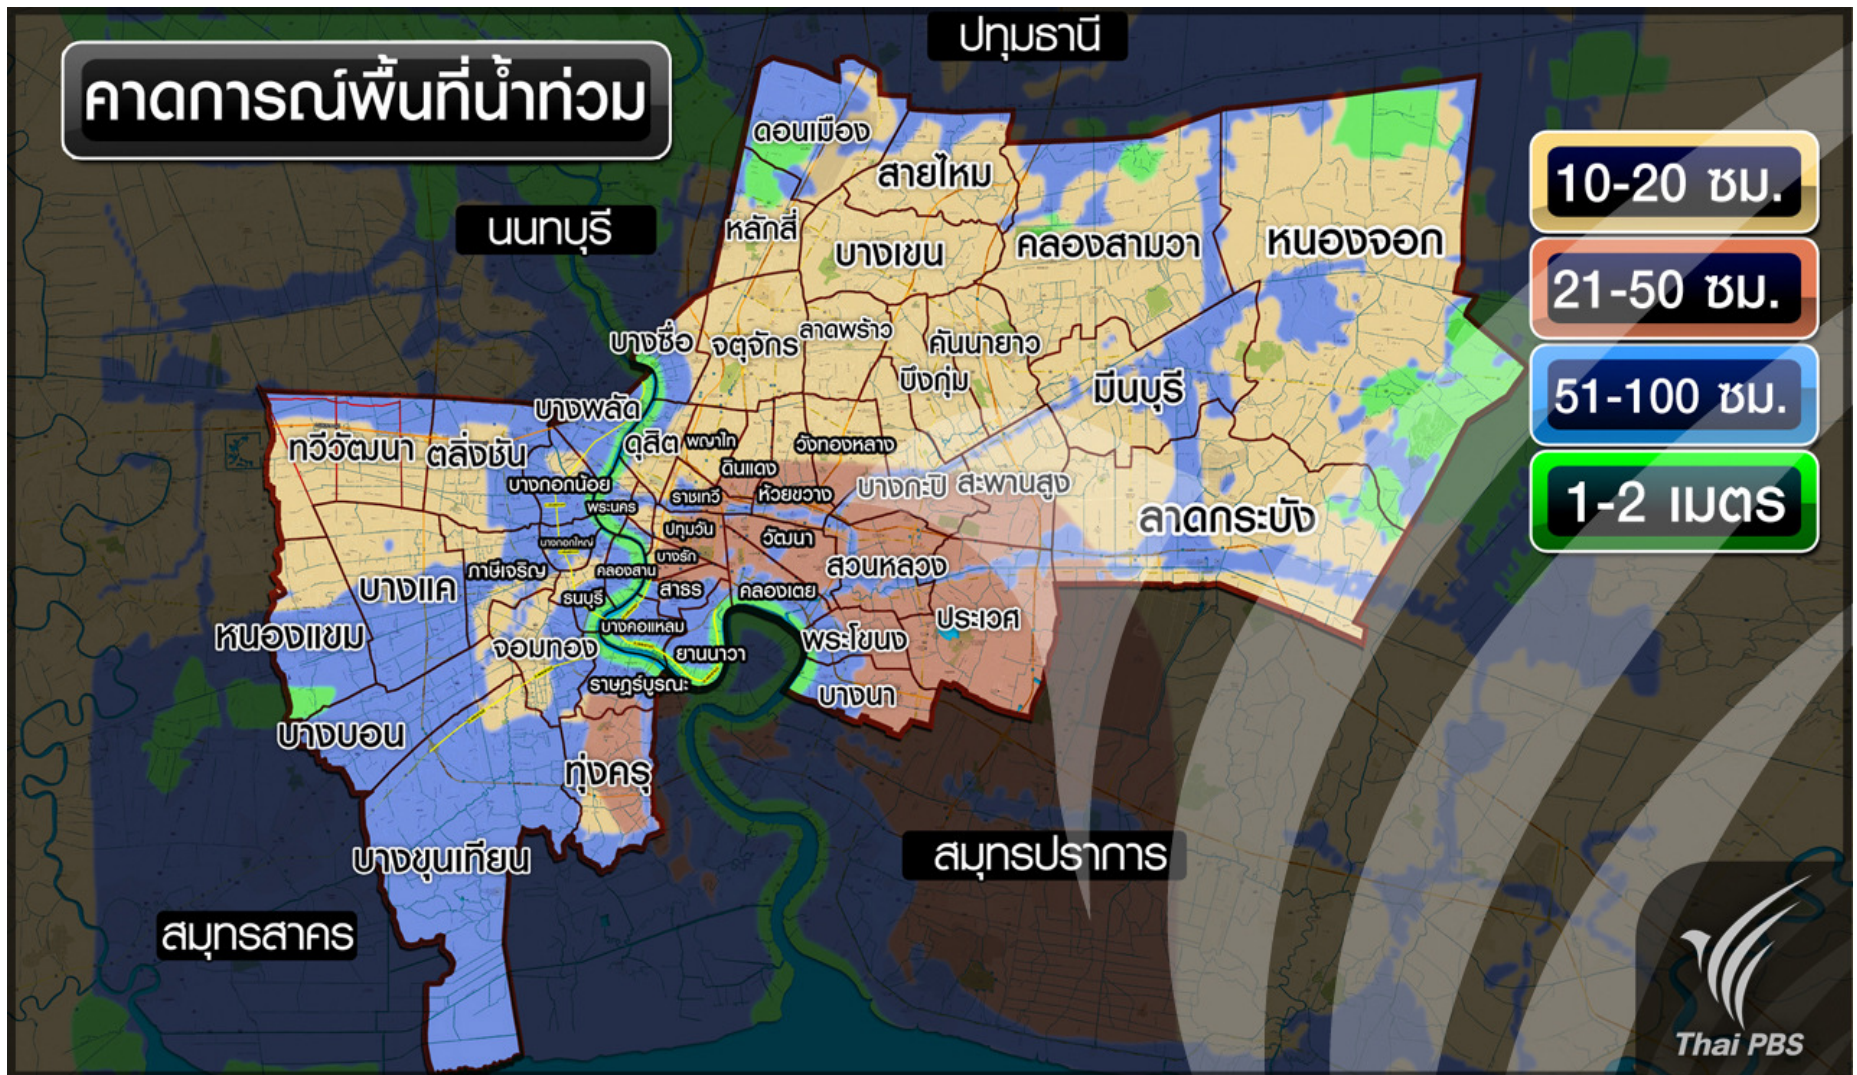 ปทุมธานี
คาดการณ์พื้นที่น้ำท่วม
ดอนเมือง
สายไหม
10-20 ซม.
นนทบุรี
หลักสี่
บางเขน
คลองสามวา
หนองจอก
21-50 ซม.
บางซื่อ
จตุจักร
ลาดพร้าว
คันนายาว
บึงกุ่ม
มีนบุรี
51-100 ซม.
บางพลัด
ทวีวัฒนา
ตลิ่งชัน
ดุสิต
พญาไท
วังทองหลาง
ดินแดง
บางกอกน้อย
ราชเทวี
ห้วยขวาง
บางกะปิ
สะพานสูง
1-2 เมตร
พระนคร
ปทุมวัน
วัฒนา
ลาดกระบัง
บางกอกใหญ่
บางรัก
ภาษีเจริญ
คลองสาน
สวนหลวง
บางแค
ธนบุรี
สาธร
คลองเตย
หนองแขม
จอมทอง
บางคอแหลม
ยานนาวา
พระโขนง
ประเวศ
ราษฎร์บูรณะ
บางนา
บางบอน
ทุ่งครุ
บางขุนเทียน
สมุทรปราการ
สมุทรสาคร
Thai PBS